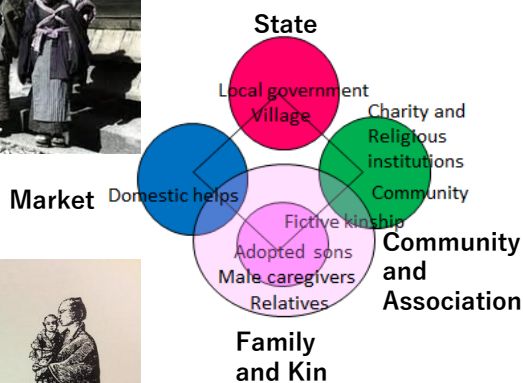 State
Local government
Village
Charity and
Religious
institutions
Community
Market
Domestic helps
Fictive kinship
Adopted sons
Male caregivers
Relatives
Community
and
Association
Family
and Kin